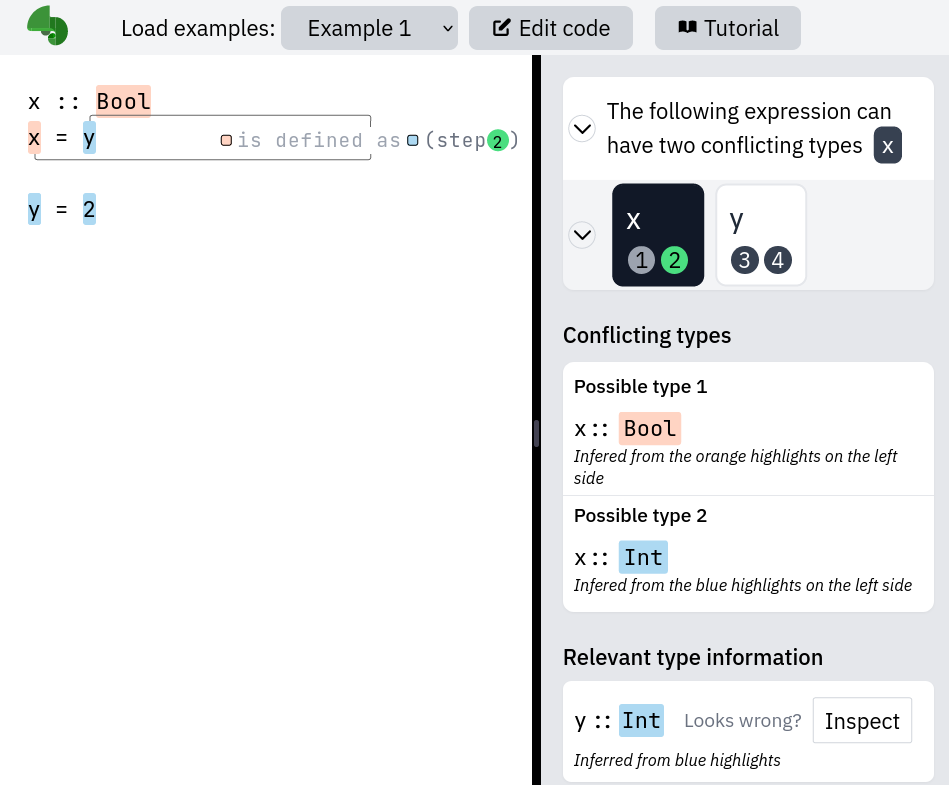 Load examples: Example 1 Edit code Tutorial
x :: Bool
x = y is defined as (step 2)
y = 2
The following expression can
have two conflicting types x
x y
1 2 3 4
Conflicting types
Possible type 1
x :: Bool
Infered from the orange highlights on the left
side
Possible type 2
x :: Int
Infered from the blue highlights on the left side
Relevant type information
y :: Int Looks wrong? Inspect
Inferred from blue highlights